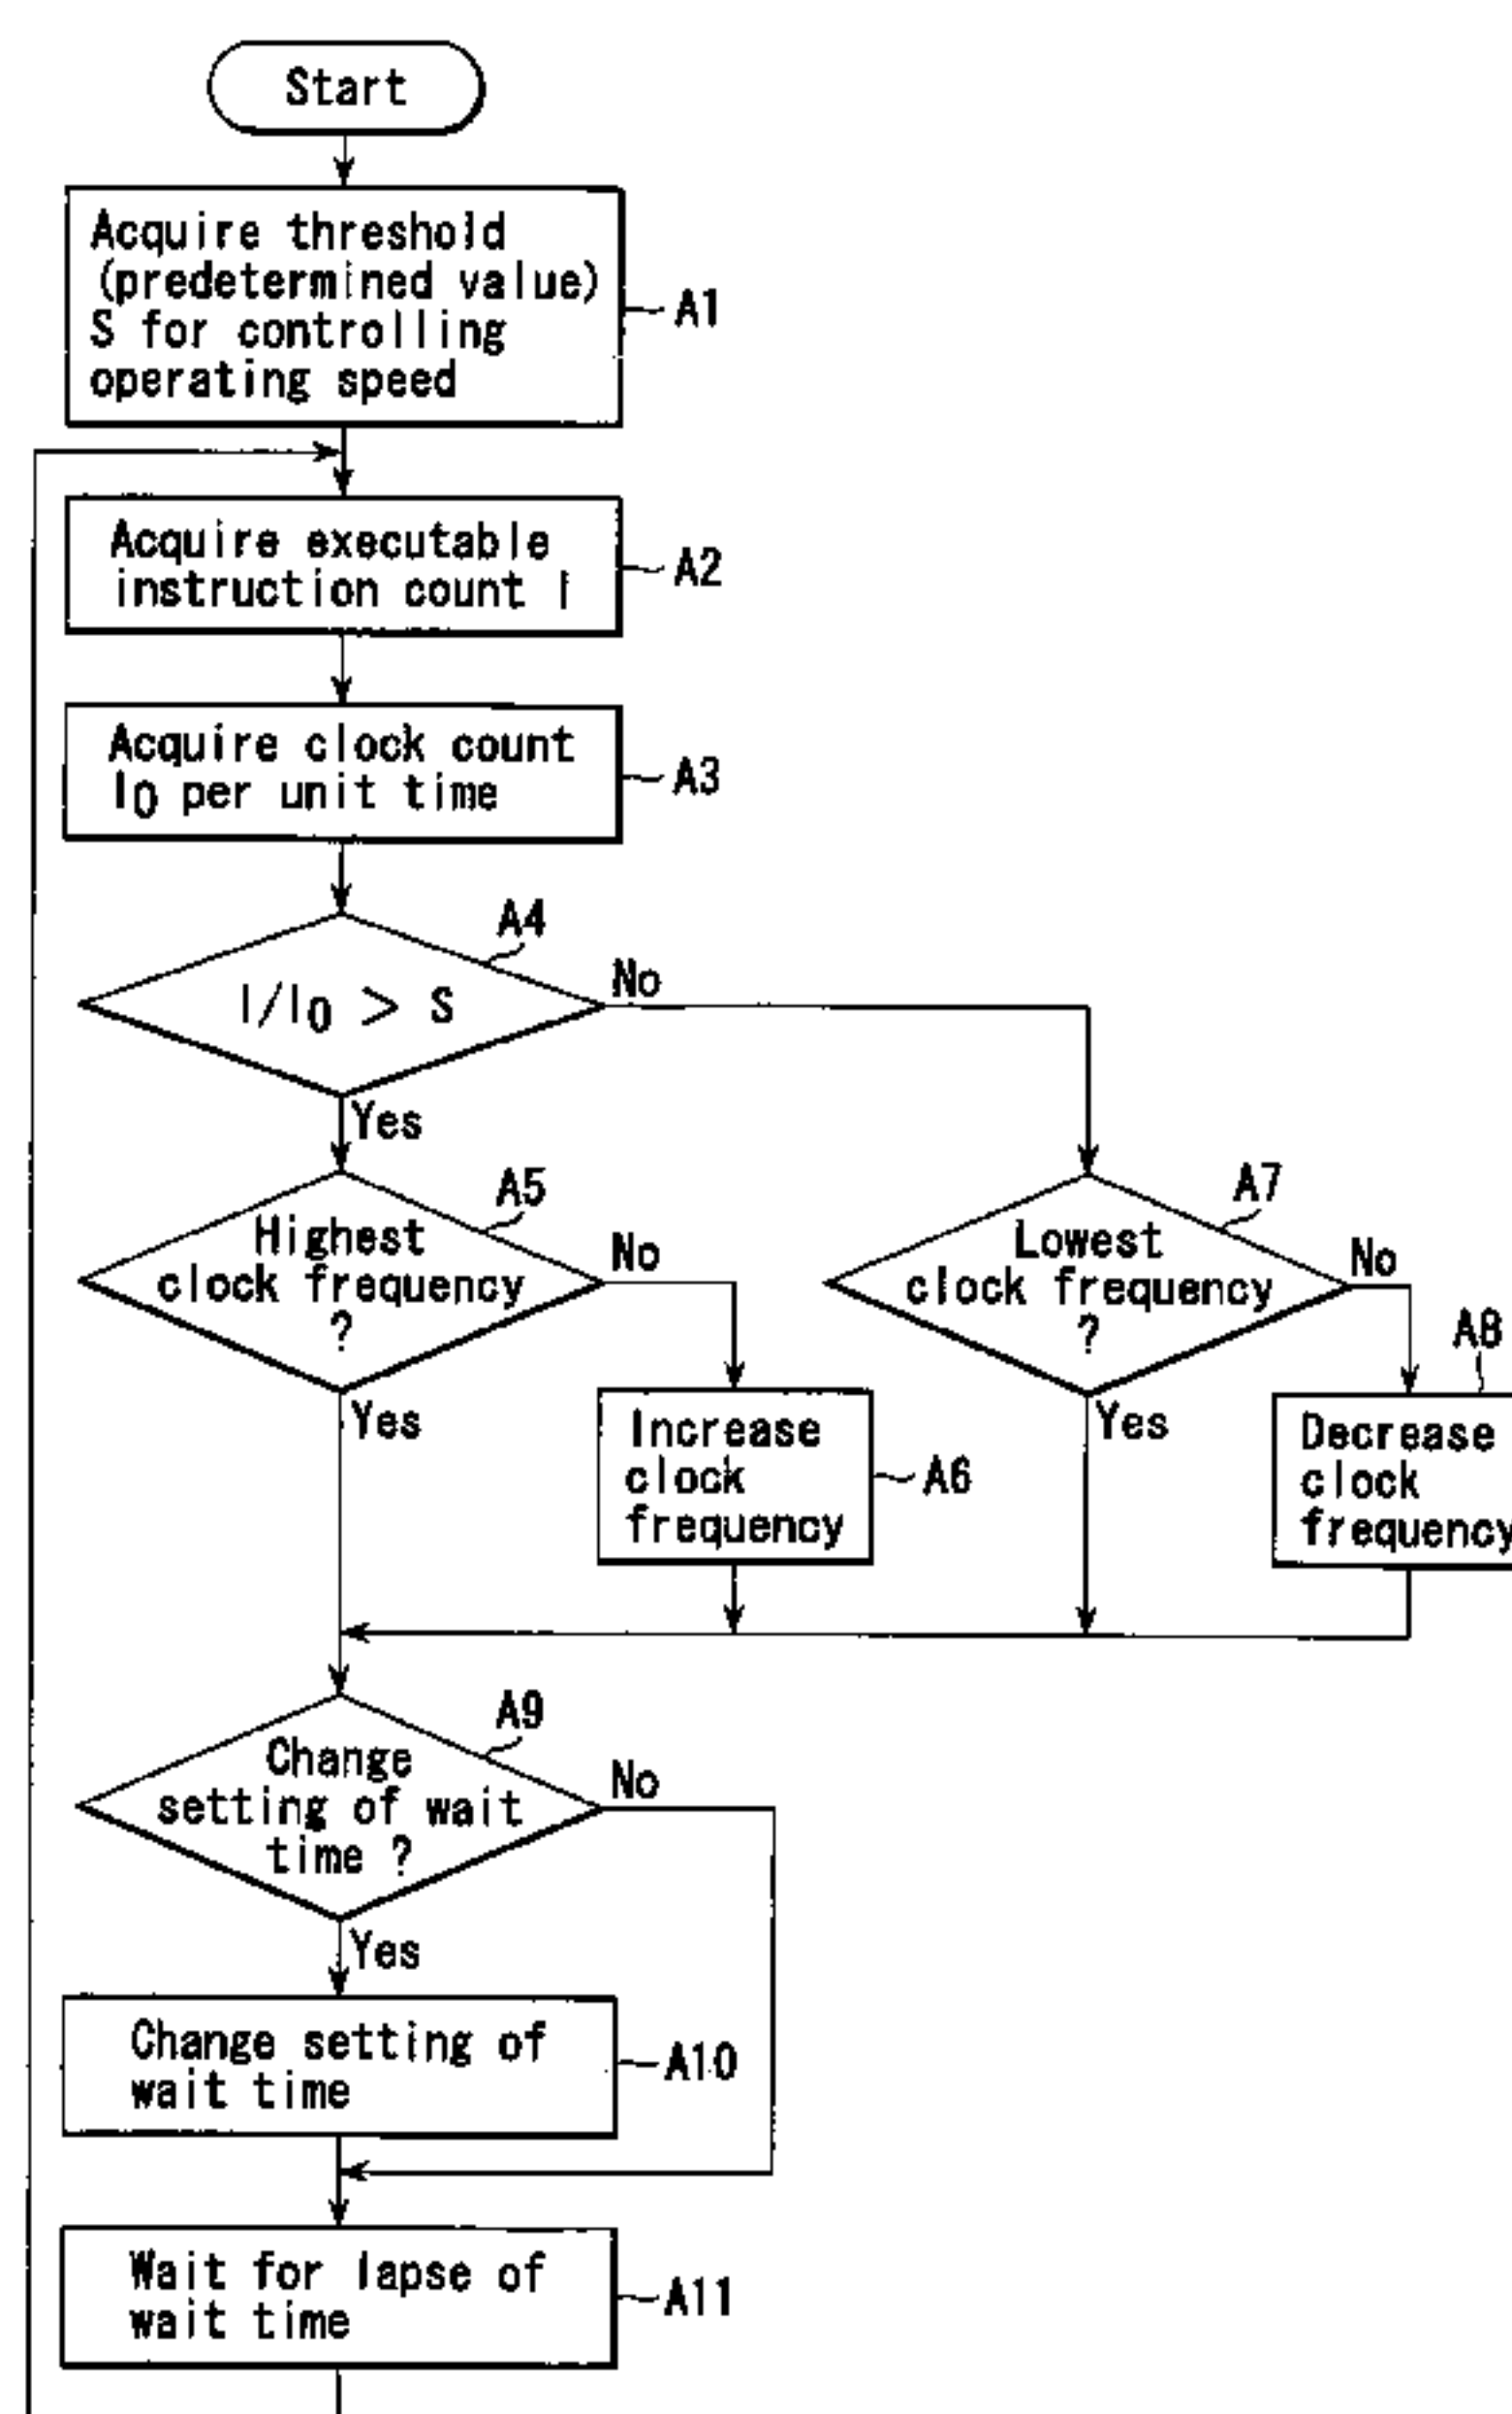 Start
Acquire threshold
(predetermined value)
S for controlling
operating speed
A1
Acquire executable
instruction count I
A2
Acquire clock count
I0 per unit time
A3
A4
I/I0 > S
No
Yes
A5
Highest
clock frequency
?
No
Yes
A7
Lowest
clock frequency
?
No
Yes
A8
Increase
clock
frequency
A6
Decrease
clock
frequency
A9
Change
setting of wait
time ?
No
Yes
Change setting of
wait time
A10
Wait for lapse of
wait time
A11